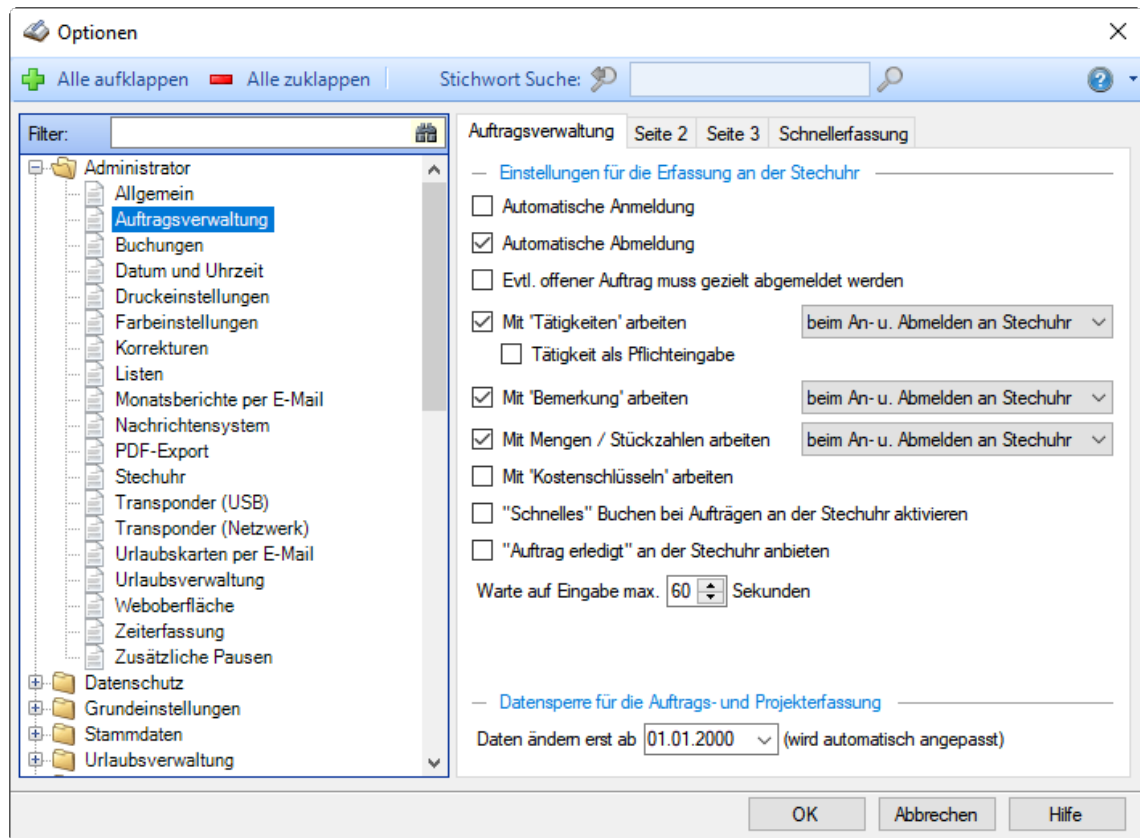 Optionen
Alle aufklappen
Alle zuklappen
Stichwort Suche:
Filter:
Administrator
Allgemein
Auftragsverwaltung
Buchungen
Datum und Uhrzeit
Druckeinstellungen
Farbeinstellungen
Korrekturen
Listen
Monatsberichte per E-Mail
Nachrichtensystem
PDF-Export
Stechuhr
Transponder (USB)
Transponder (Netzwerk)
Urlaubskarten per E-Mail
Urlaubsverwaltung
Weboberfläche
Zeiterfassung
Zusätzliche Pausen
Datenschutz
Grundeinstellungen
Stammdaten
Urlaubsverwaltung
Auftragsverwaltung
Seite 2
Seite 3
Schnellerfassung
Einstellungen für die Erfassung an der Stechuhr
Automatische Anmeldung
Automatische Abmeldung
Evtl. offener Auftrag muss gezielt abgemeldet werden
Mit 'Tätigkeiten' arbeiten
beim An- u. Abmelden an Stechuhr
Tätigkeit als Pflichteingabe
Mit 'Bemerkung' arbeiten
beim An- u. Abmelden an Stechuhr
Mit Mengen / Stückzahlen arbeiten
beim An- u. Abmelden an Stechuhr
Mit 'Kostenschlüsseln' arbeiten
"Schnelles" Buchen bei Aufträgen an der Stechuhr aktivieren
"Auftrag erledigt" an der Stechuhr anbieten
Warte auf Eingabe max. 60 Sekunden
Datensperre für die Auftrags- und Projekterfassung
Daten ändern erst ab 01.01.2000 (wird automatisch angepasst)
OK
Abbrechen
Hilfe